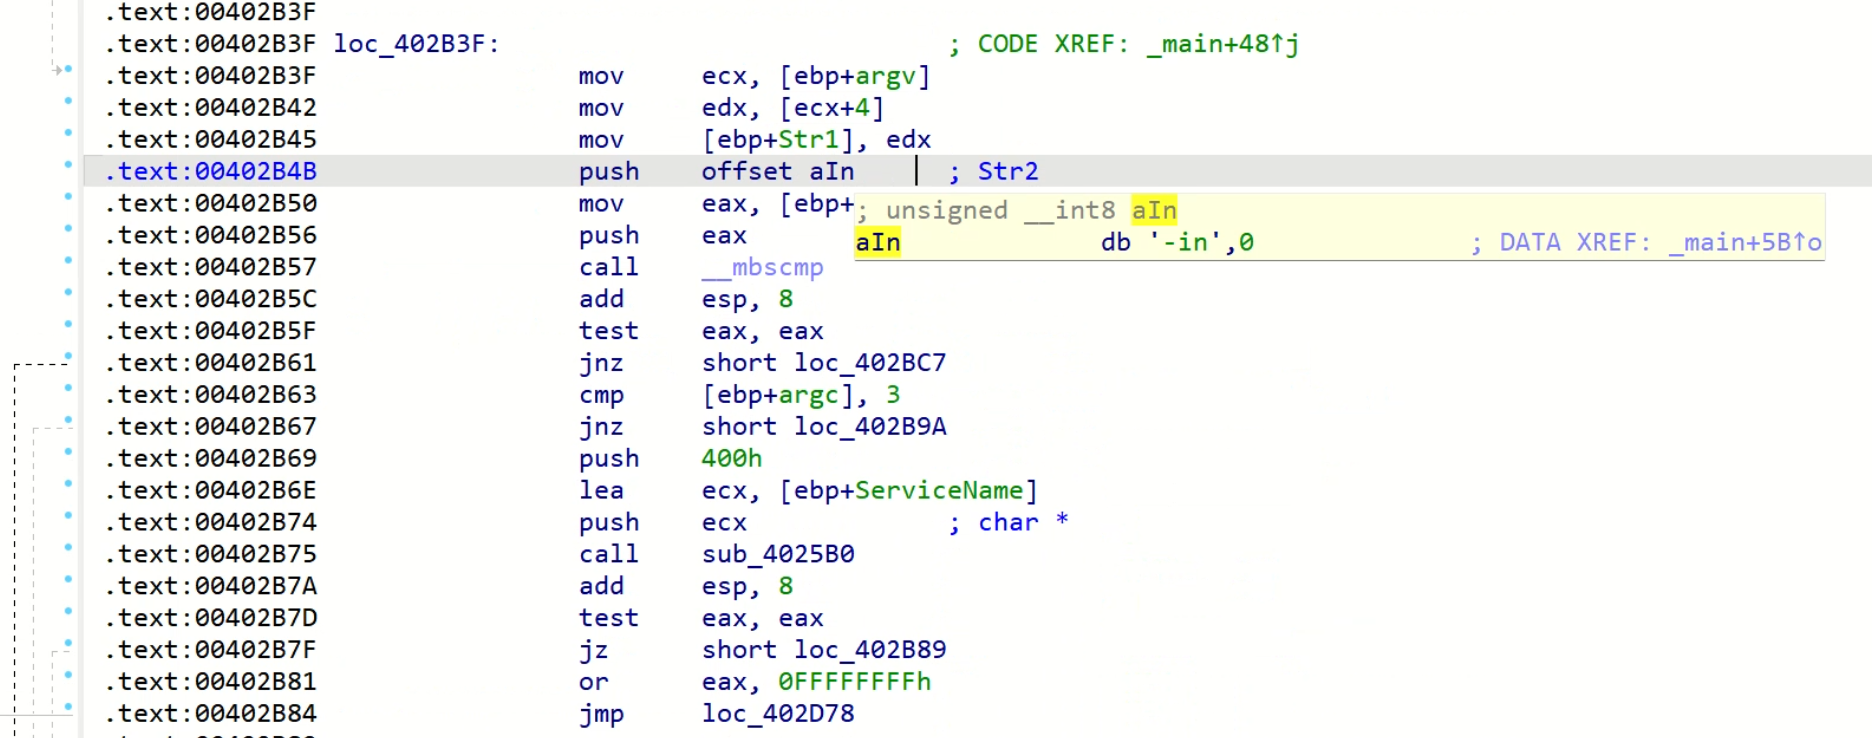 .text:00402B3F
.text:00402B3F loc_402B3F: ; CODE XREF: _main+48↑j
.text:00402B3F mov ecx, [ebp+argv]
.text:00402B42 mov edx, [ecx+4]
.text:00402B45 mov [ebp+Str1], edx
.text:00402B4B push offset aIn ; Str2
.text:00402B50 mov eax, [ebp+
; unsigned __int8 aIn
.text:00402B56 push eax
aIn db '-in',0 ; DATA XREF: _main+5B↑o
.text:00402B57 call __mbscmp
.text:00402B5C add esp, 8
.text:00402B5F test eax, eax
.text:00402B61 jnz short loc_402BC7
.text:00402B63 cmp [ebp+argc], 3
.text:00402B67 jnz short loc_402B9A
.text:00402B69 push 400h
.text:00402B6E lea ecx, [ebp+ServiceName]
.text:00402B74 push ecx ; char *
.text:00402B75 call sub_4025B0
.text:00402B7A add esp, 8
.text:00402B7D test eax, eax
.text:00402B7F jz short loc_402B89
.text:00402B81 or eax, 0FFFFFFFFh
.text:00402B84 jmp loc_402D78